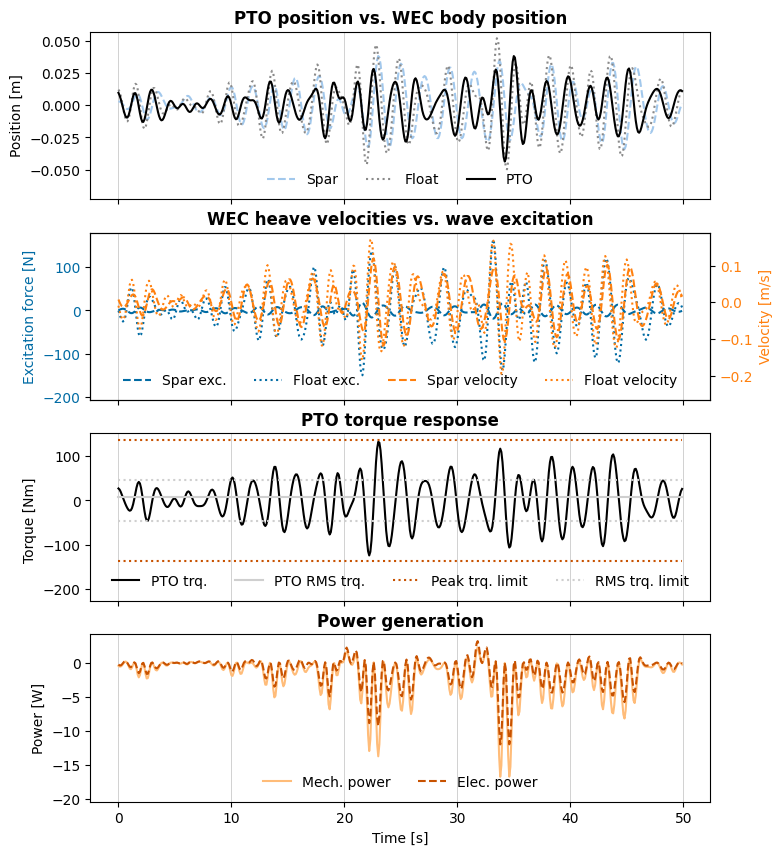 PTO position vs. WEC body position
0.050
0.025
0.000
−0.025
−0.050
Position [m]
Spar Float PTO
WEC heave velocities vs. wave excitation
100
0
−100
−200
Excitation force [N]
0.1
0.0
−0.1
−0.2
Velocity [m/s]
Spar exc. Float exc. Spar velocity Float velocity
PTO torque response
100
0
−100
−200
Torque [Nm]
PTO trq. PTO RMS trq. Peak trq. limit RMS trq. limit
Power generation
0
−5
−10
−15
−20
Power [W]
Mech. power Elec. power
0 10 20 30 40 50
Time [s]